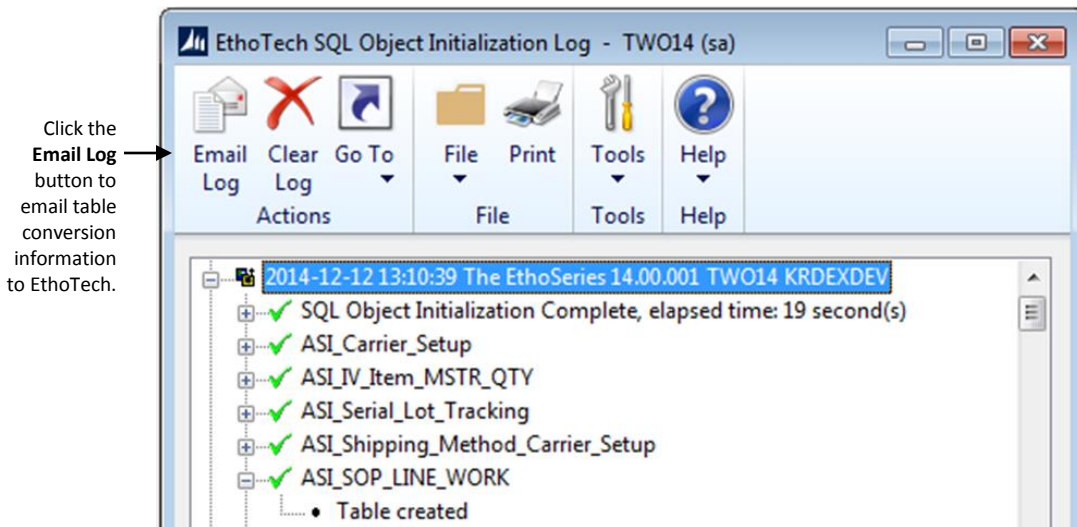 EthoTech SQL Object Initialization Log - TWO14 (sa)
Click the
Email Log
button to
email table
conversion
information
to EthoTech.
Email Log
Clear Log
Go To
Actions
File
Print
File
Tools
Tools
Help
Help
2014-12-12 13:10:39 The EthoSeries 14.00.001 TWO14 KRDEXDEV
SQL Object Initialization Complete, elapsed time: 19 second(s)
ASI_Carrier_Setup
ASI_IV_Item_MSTR_QTY
ASI_Serial_Lot_Tracking
ASI_Shipping_Method_Carrier_Setup
ASI_SOP_LINE_WORK
Table created